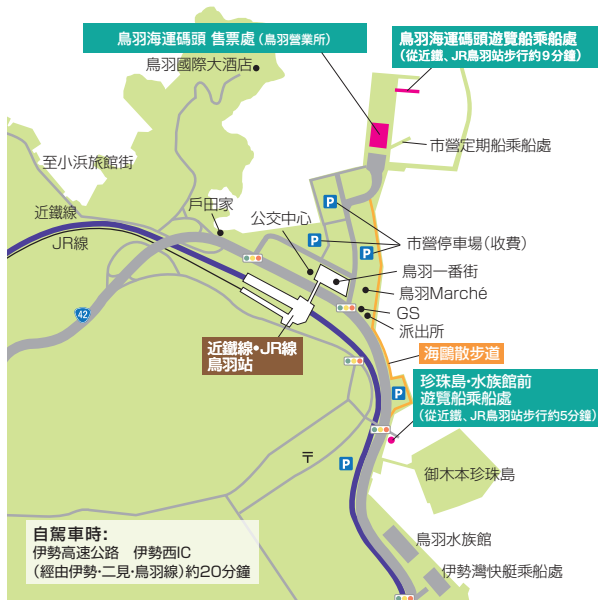 鳥羽海運碼頭 售票處(鳥羽營業所)
鳥羽海運碼頭遊覽船乘船處
(從近鐵、JR鳥羽站步行約9分鐘)
鳥羽國際大酒店
市營定期船乘船處
至小浜旅館街
戶田家
公交中心
P
P
P
近鐵線
JR線
市營停車場(收費)
鳥羽一番街
鳥羽Marché
GS
派出所
42
近鐵線•JR線
鳥羽站
海鷗散步道
珍珠島•水族館前
遊覽船乘船處
(從近鐵、JR鳥羽站步行約5分鐘)
P
〒
P
御木本珍珠島
自駕車時:
伊勢高速公路 伊勢西IC
(經由伊勢•二見•鳥羽線)約20分鐘
鳥羽水族館
伊勢灣快艇乘船處